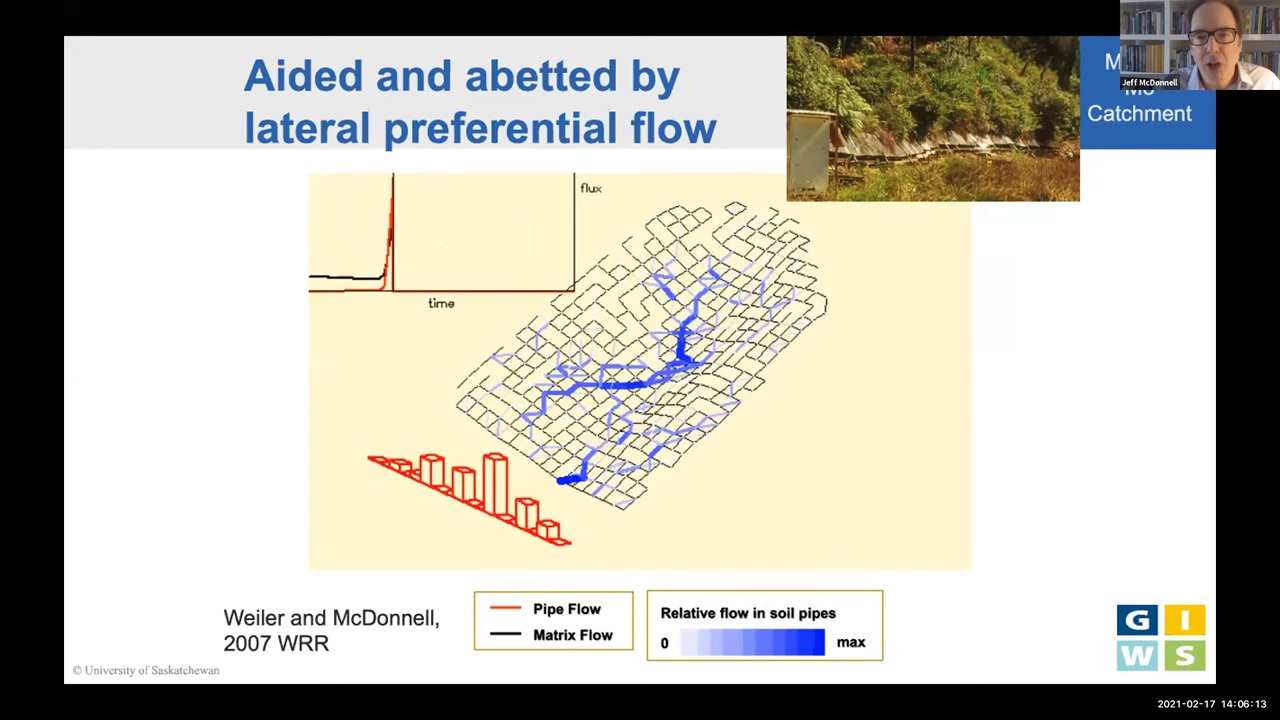 Aided and abetted by
lateral preferential flow
Jeff McDonnell
Catchment
flux
time
Weiler and McDonnell,
2007 WRR
Pipe Flow
Matrix Flow
Relative flow in soil pipes
0
max
G I
W S
© University of Saskatchewan
2021-02-17 14:06:13